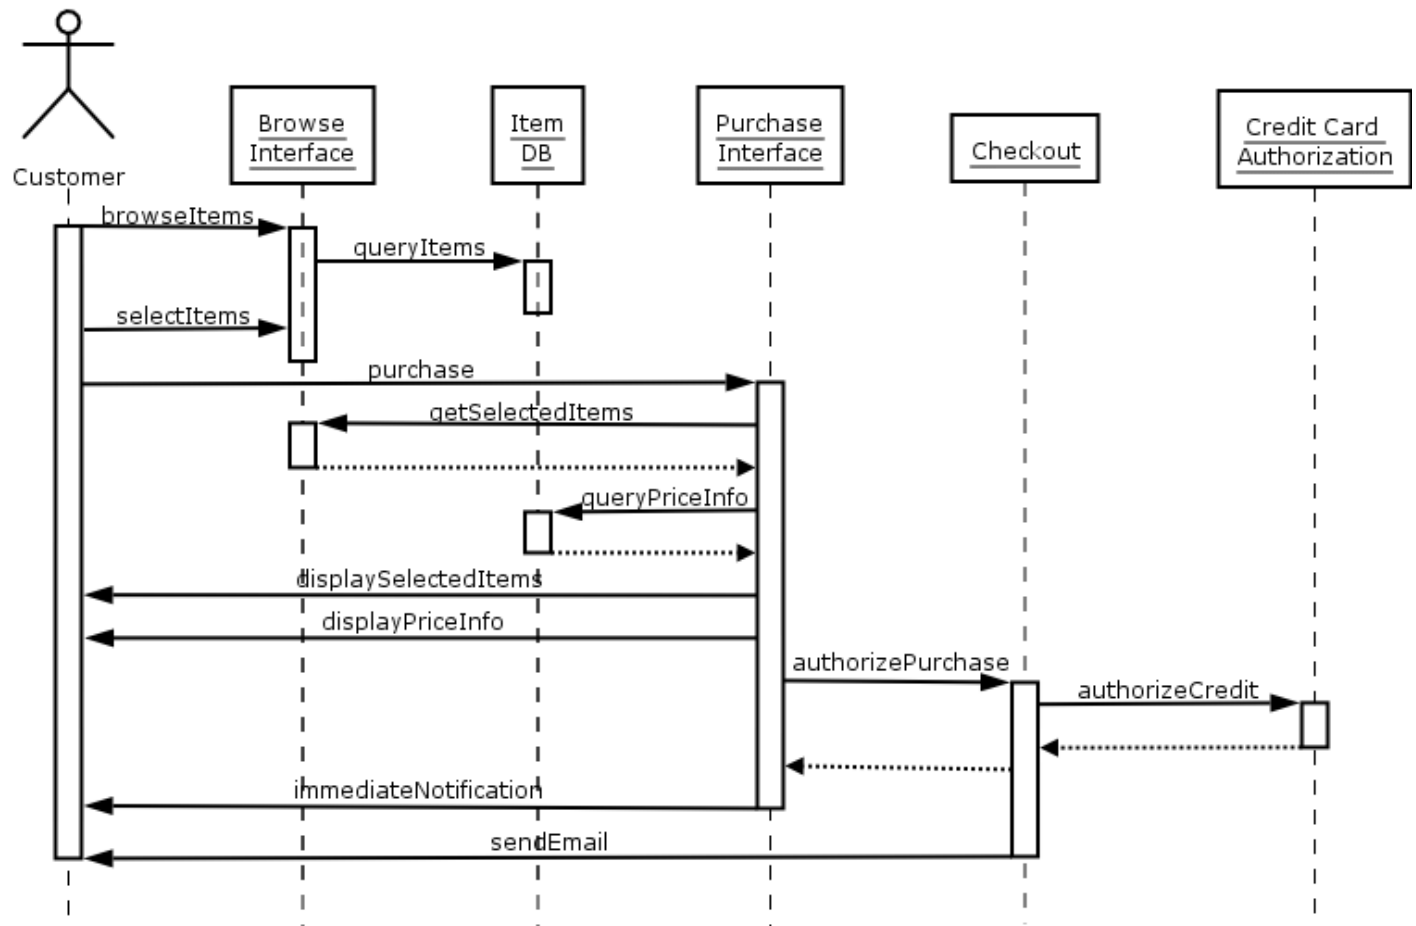 Customer
Browse
Interface
Item
DB
Purchase
Interface
Checkout
Credit Card
Authorization
browseItems
queryItems
selectItems
purchase
getSelectedItems
queryPriceInfo
displaySelectedItems
displayPriceInfo
authorizePurchase
authorizeCredit
immediateNotification
sendEmail